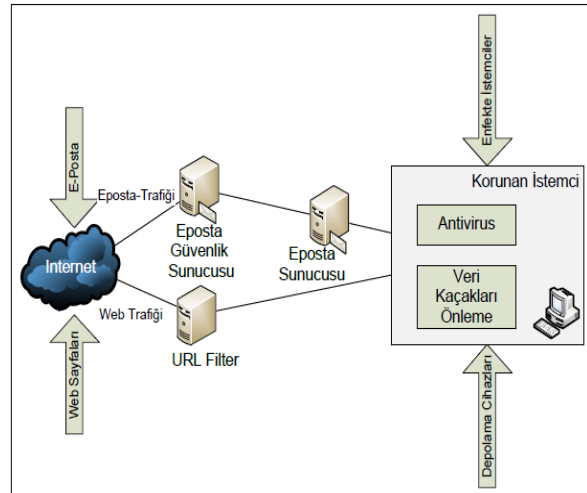 Enfekte İstemciler
E-Posta
Korunan İstemci
Eposta-Trafiği
Antivirus
Eposta
Güvenlik
Sunucusu
Eposta
Sunucusu
Internet
Veri
Kaçakları
Önleme
Web Trafiği
URL Filter
Web Sayfaları
Depolama Cihazları